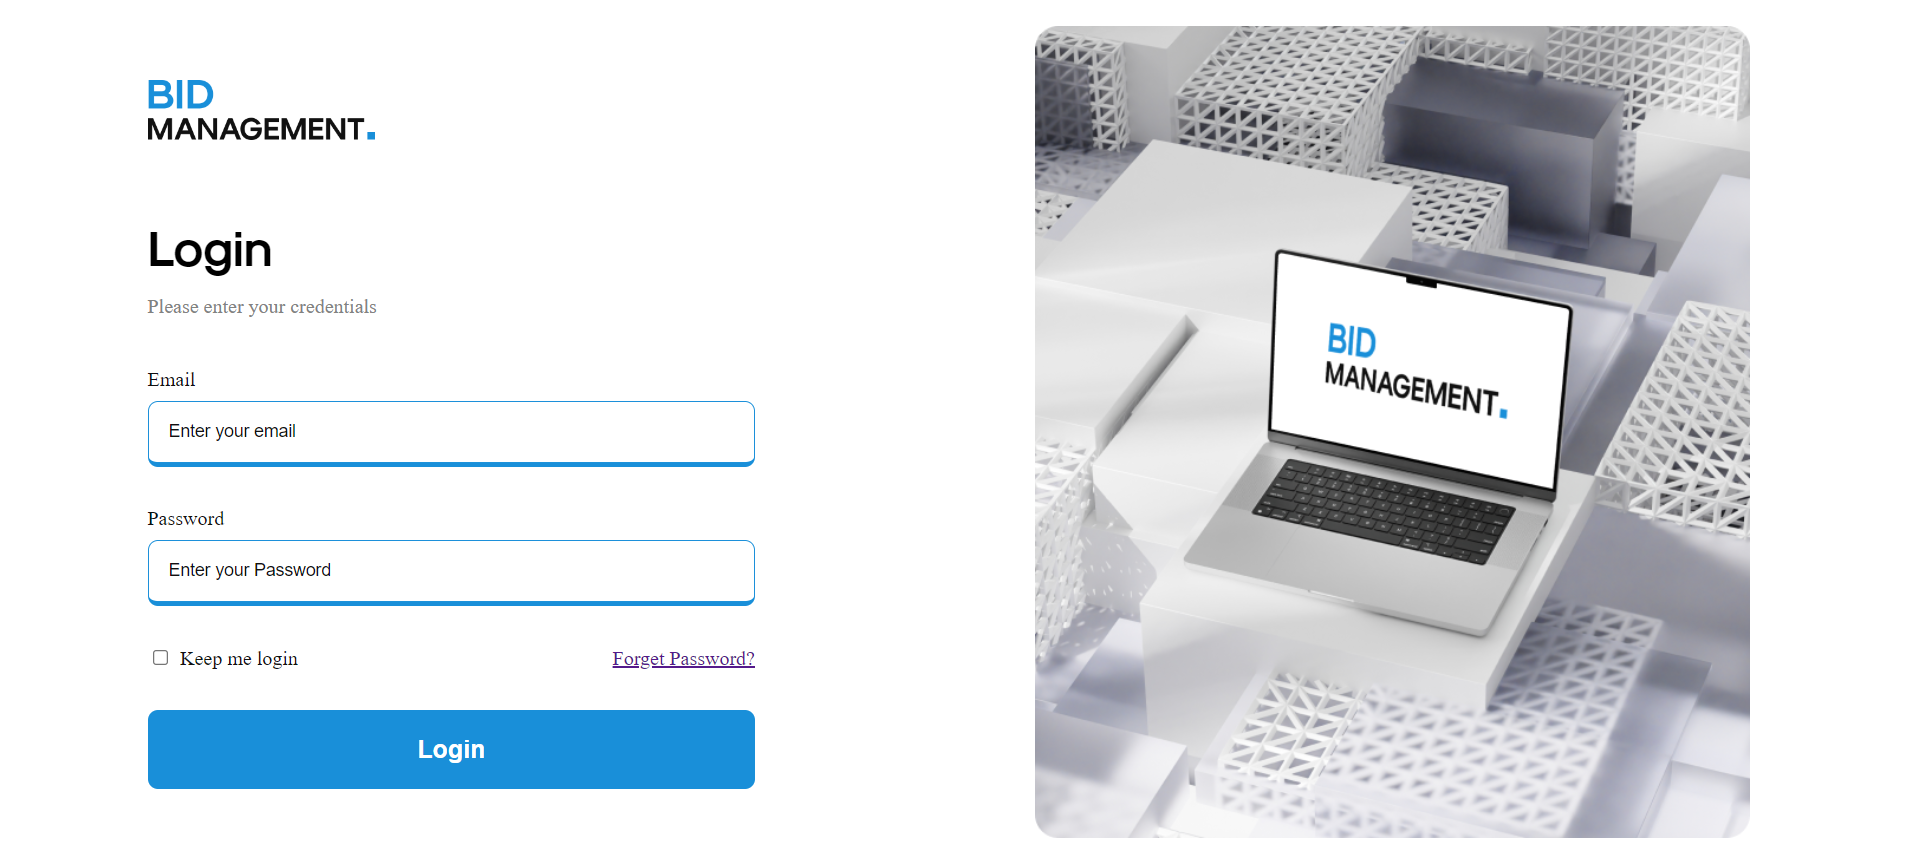 BID
MANAGEMENT.
Login
Please enter your credentials
Email
Enter your email
Password
Enter your Password
Keep me login
Forget Password?
Login
BID
MANAGEMENT.